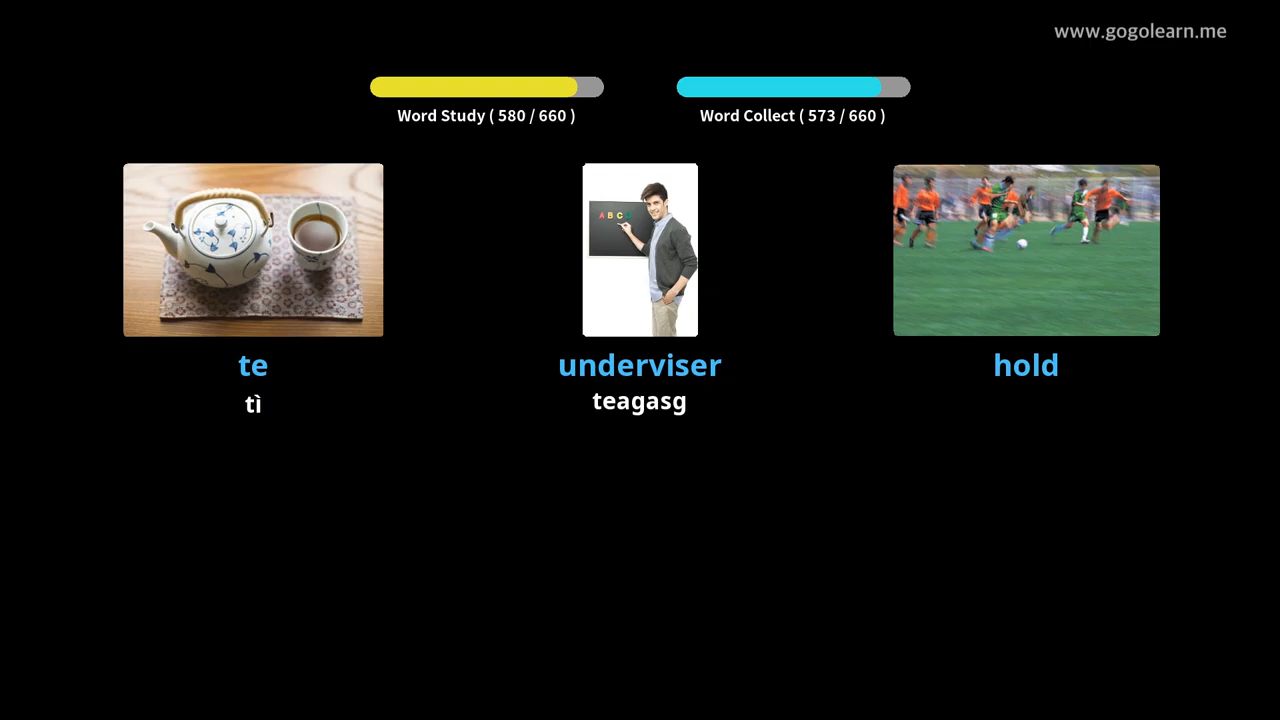 www.gogolearn.me
Word Study ( 580 / 660 )
Word Collect ( 573 / 660 )
A B C D
te
underviser
hold
tì
teagasg